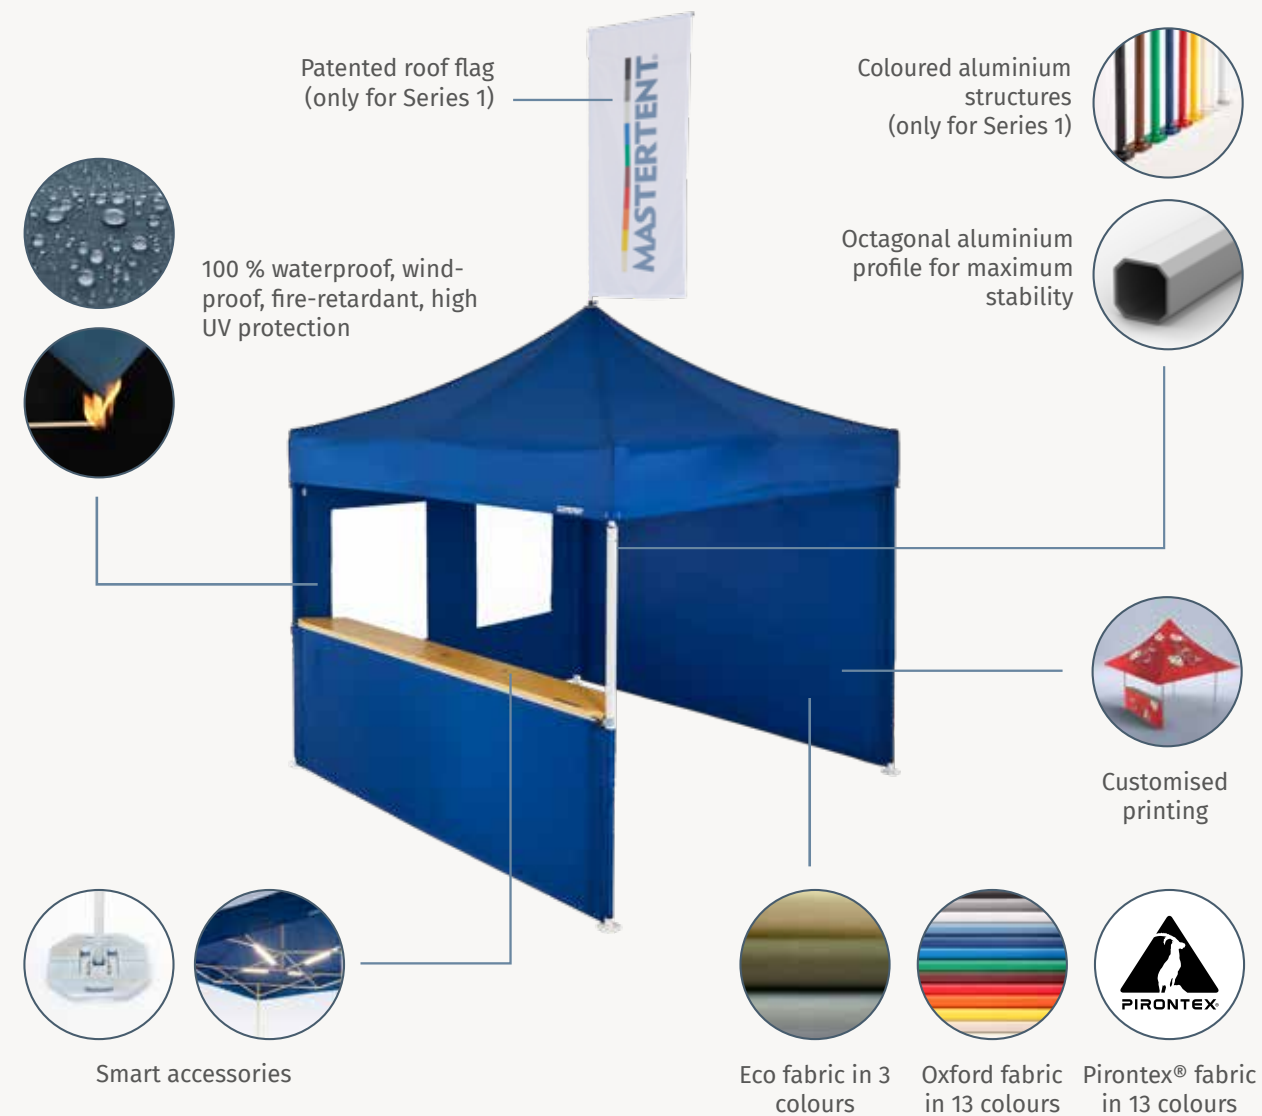 Patented roof flag
(only for Series 1)
MASTERTENT
Coloured aluminium
structures
(only for Series 1)
100 % waterproof, wind-
proof, fire-retardant, high
UV protection
Octagonal aluminium
profile for maximum
stability
Customised
printing
Smart accessories
PIRONTEX®
Eco fabric in 3
colours
Oxford fabric
in 13 colours
Pirontex® fabric
in 13 colours